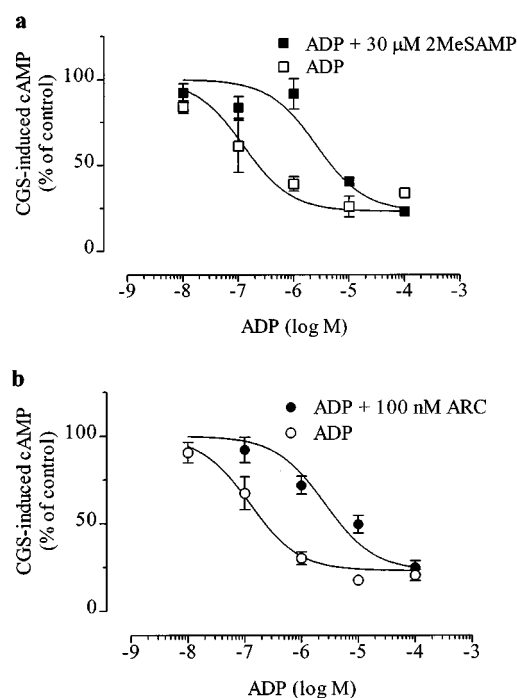 a
ADP + 30 µM 2MeSAMP
ADP
CGS-induced cAMP
(% of control)
100
50
0
-9 -8 -7 -6 -5 -4 -3
ADP (log M)
b
ADP + 100 nM ARC
ADP
CGS-induced cAMP
(% of control)
100
50
0
-9 -8 -7 -6 -5 -4 -3
ADP (log M)